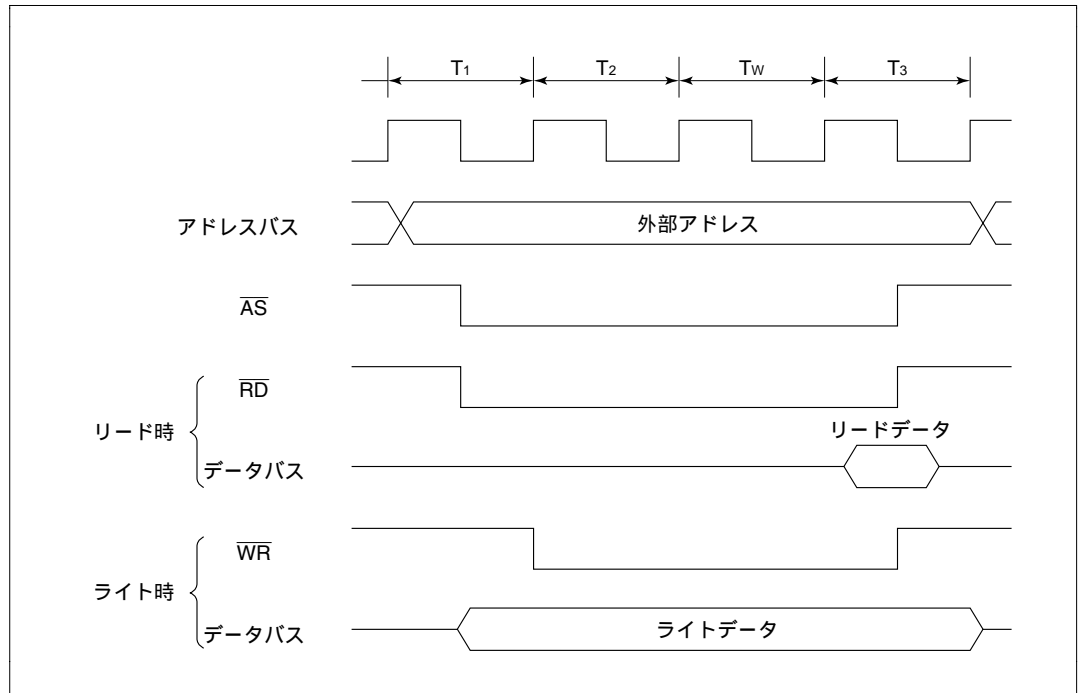 T1 T2 TW T3
アドレスバス
外部アドレス
AS
リード時
RD
リードデータ
データバス
ライト時
WR
データバス
ライトデータ